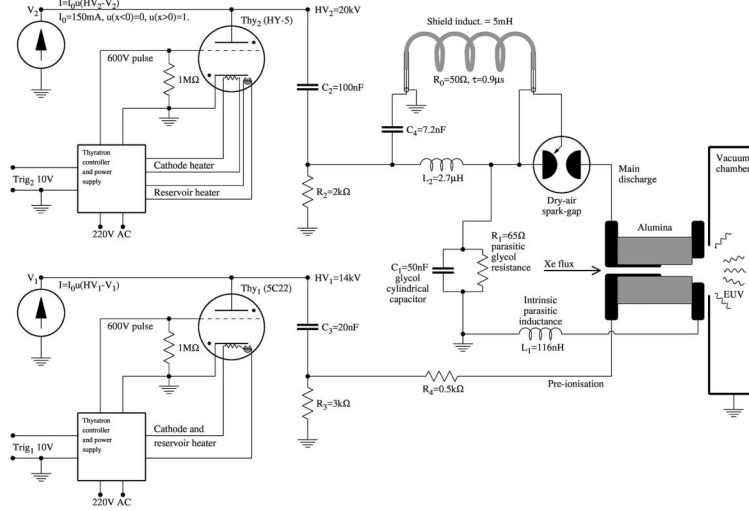 I=I₀u(HV₂-V₂)
I₀=150mA, u(x<0)=0, u(x>0)=1.
V₂
Thy₂ (HY-5)
HV₂=20kV
600V pulse
1MΩ
C₂=100nF
Thyratron
controller
and power
supply
Cathode heater
Reservoir heater
Trig₂ 10V
220V AC
R₂=2kΩ
Shield induct. = 5mH
R₀=50Ω, τ=0.9μs
C₄=7.2nF
L₂=2.7μH
Dry-air
spark-gap
Main
discharge
Vacuum
chamber
Alumina
R₁=65Ω
parasitic
glycol
resistance
C₁=50nF
glycol
cylindrical
capacitor
Xe flux
EUV
Intrinsic
parasitic
inductance
L₁=116nH
V₁
I=I₀u(HV₁-V₁)
Thy₁ (5C22)
HV₁=14kV
600V pulse
1MΩ
C₃=20nF
Thyratron
controller
and power
supply
Cathode and
reservoir heater
Trig₁ 10V
220V AC
R₃=3kΩ
R₄=0.5kΩ
Pre-ionisation